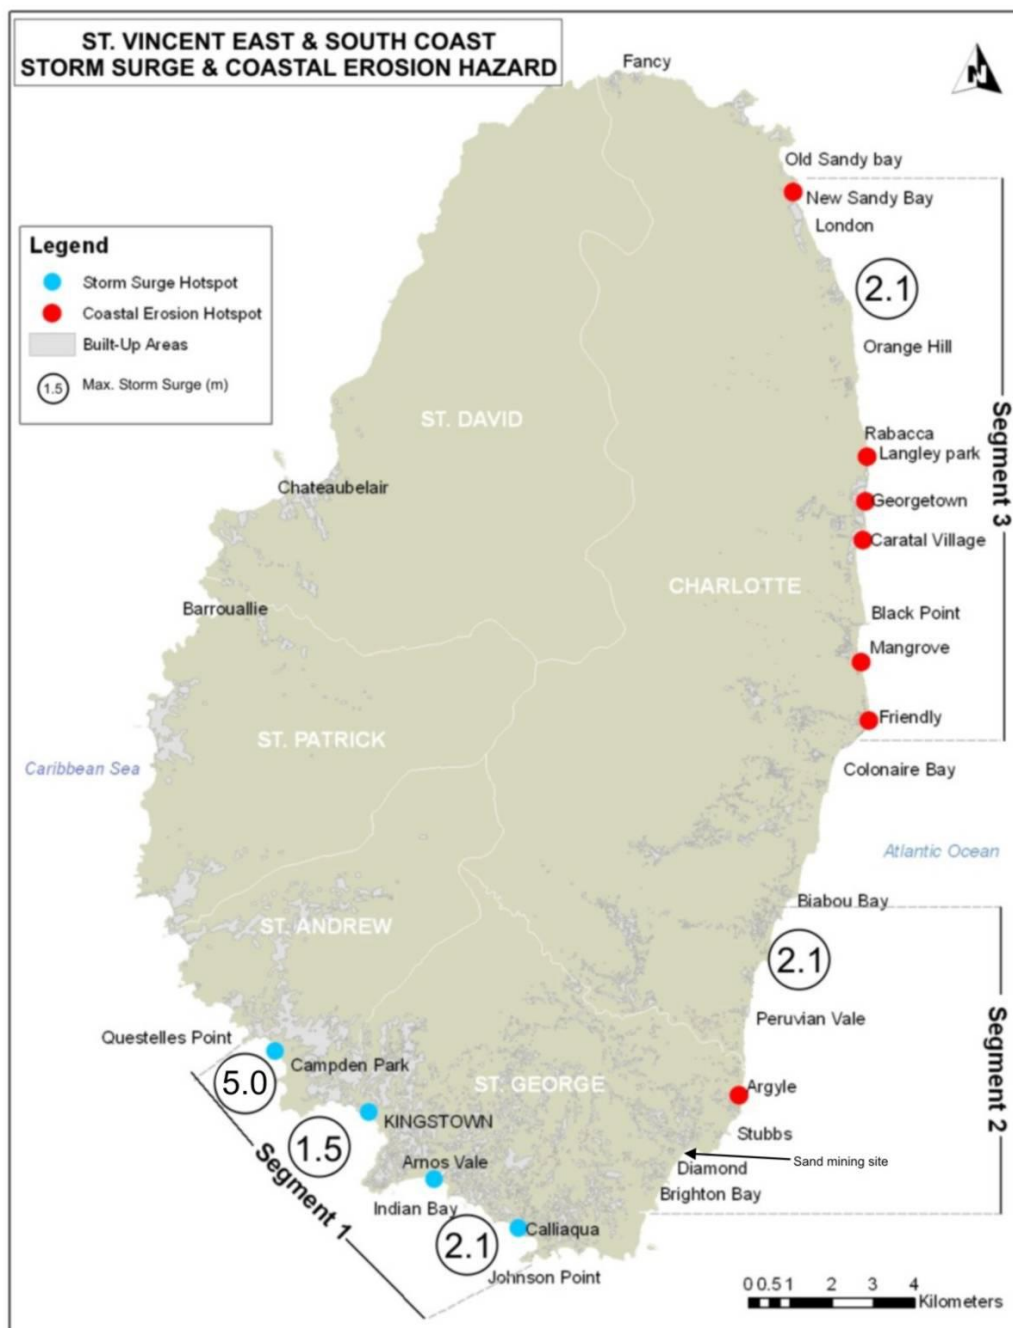 ST. VINCENT EAST & SOUTH COAST
STORM SURGE & COASTAL EROSION HAZARD
N
Fancy
Old Sandy bay
New Sandy Bay
London
Legend
Storm Surge Hotspot
Coastal Erosion Hotspot
Built-Up Areas
1.5 Max. Storm Surge (m)
2.1
Orange Hill
ST. DAVID
Rabacca
Langley park
Segment 3
Chateaubelair
Georgetown
Caratal Village
CHARLOTTE
Barrouallie
Black Point
Mangrove
Friendly
ST. PATRICK
Caribbean Sea
Colonaire Bay
Atlantic Ocean
Biabou Bay
ST. ANDREW
2.1
Peruvian Vale
Segment 2
Questelles Point
Campden Park
5.0
ST. GEORGE
Argyle
KINGSTOWN
Stubbs
1.5
Arnos Vale
Sand mining site
Diamond
Brighton Bay
Segment 1
Indian Bay
Calliaqua
2.1
Johnson Point
0 0.5 1 2 3 4
Kilometers